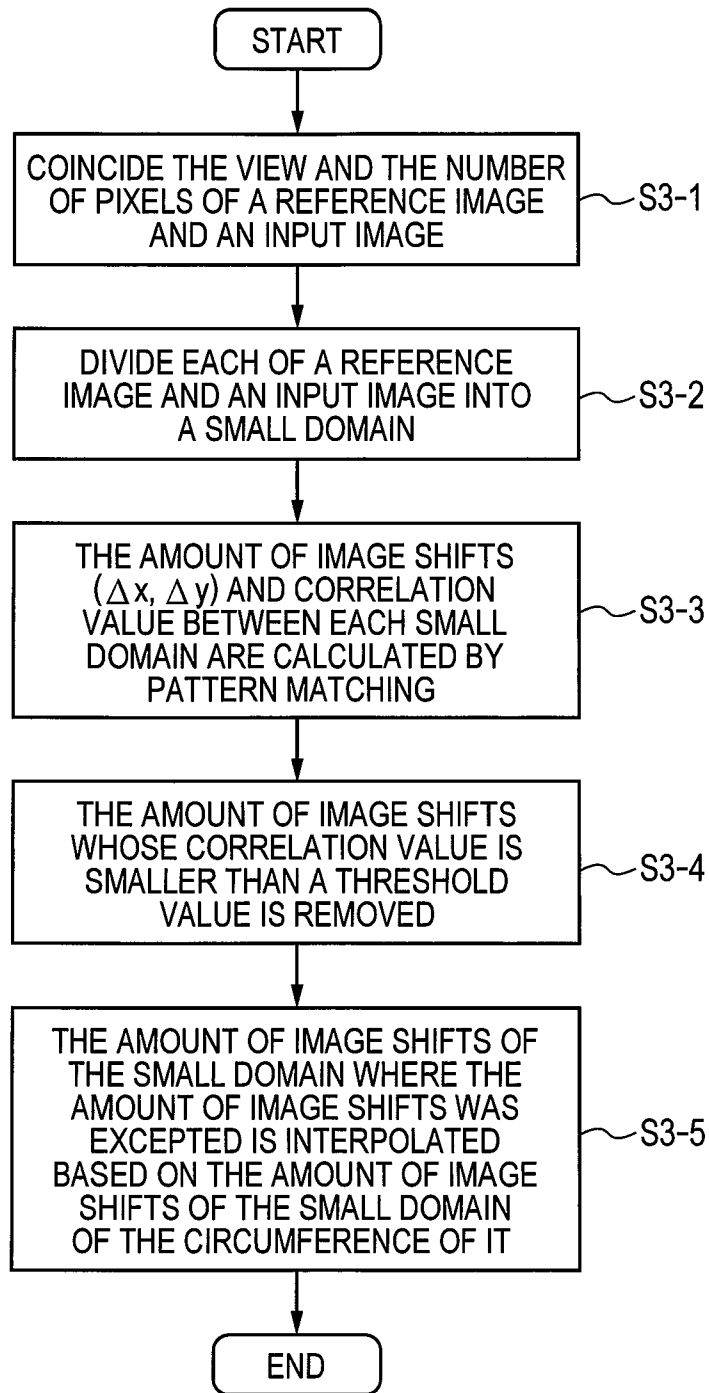 START
COINCIDE THE VIEW AND THE NUMBER
OF PIXELS OF A REFERENCE IMAGE
AND AN INPUT IMAGE
S3-1
DIVIDE EACH OF A REFERENCE
IMAGE AND AN INPUT IMAGE INTO
A SMALL DOMAIN
S3-2
THE AMOUNT OF IMAGE SHIFTS
(Δx, Δy) AND CORRELATION
VALUE BETWEEN EACH SMALL
DOMAIN ARE CALCULATED BY
PATTERN MATCHING
S3-3
THE AMOUNT OF IMAGE SHIFTS
WHOSE CORRELATION VALUE IS
SMALLER THAN A THRESHOLD
VALUE IS REMOVED
S3-4
THE AMOUNT OF IMAGE SHIFTS OF
THE SMALL DOMAIN WHERE THE
AMOUNT OF IMAGE SHIFTS WAS
EXCEPTED IS INTERPOLATED
BASED ON THE AMOUNT OF IMAGE
SHIFTS OF THE SMALL DOMAIN
OF THE CIRCUMFERENCE OF IT
S3-5
END